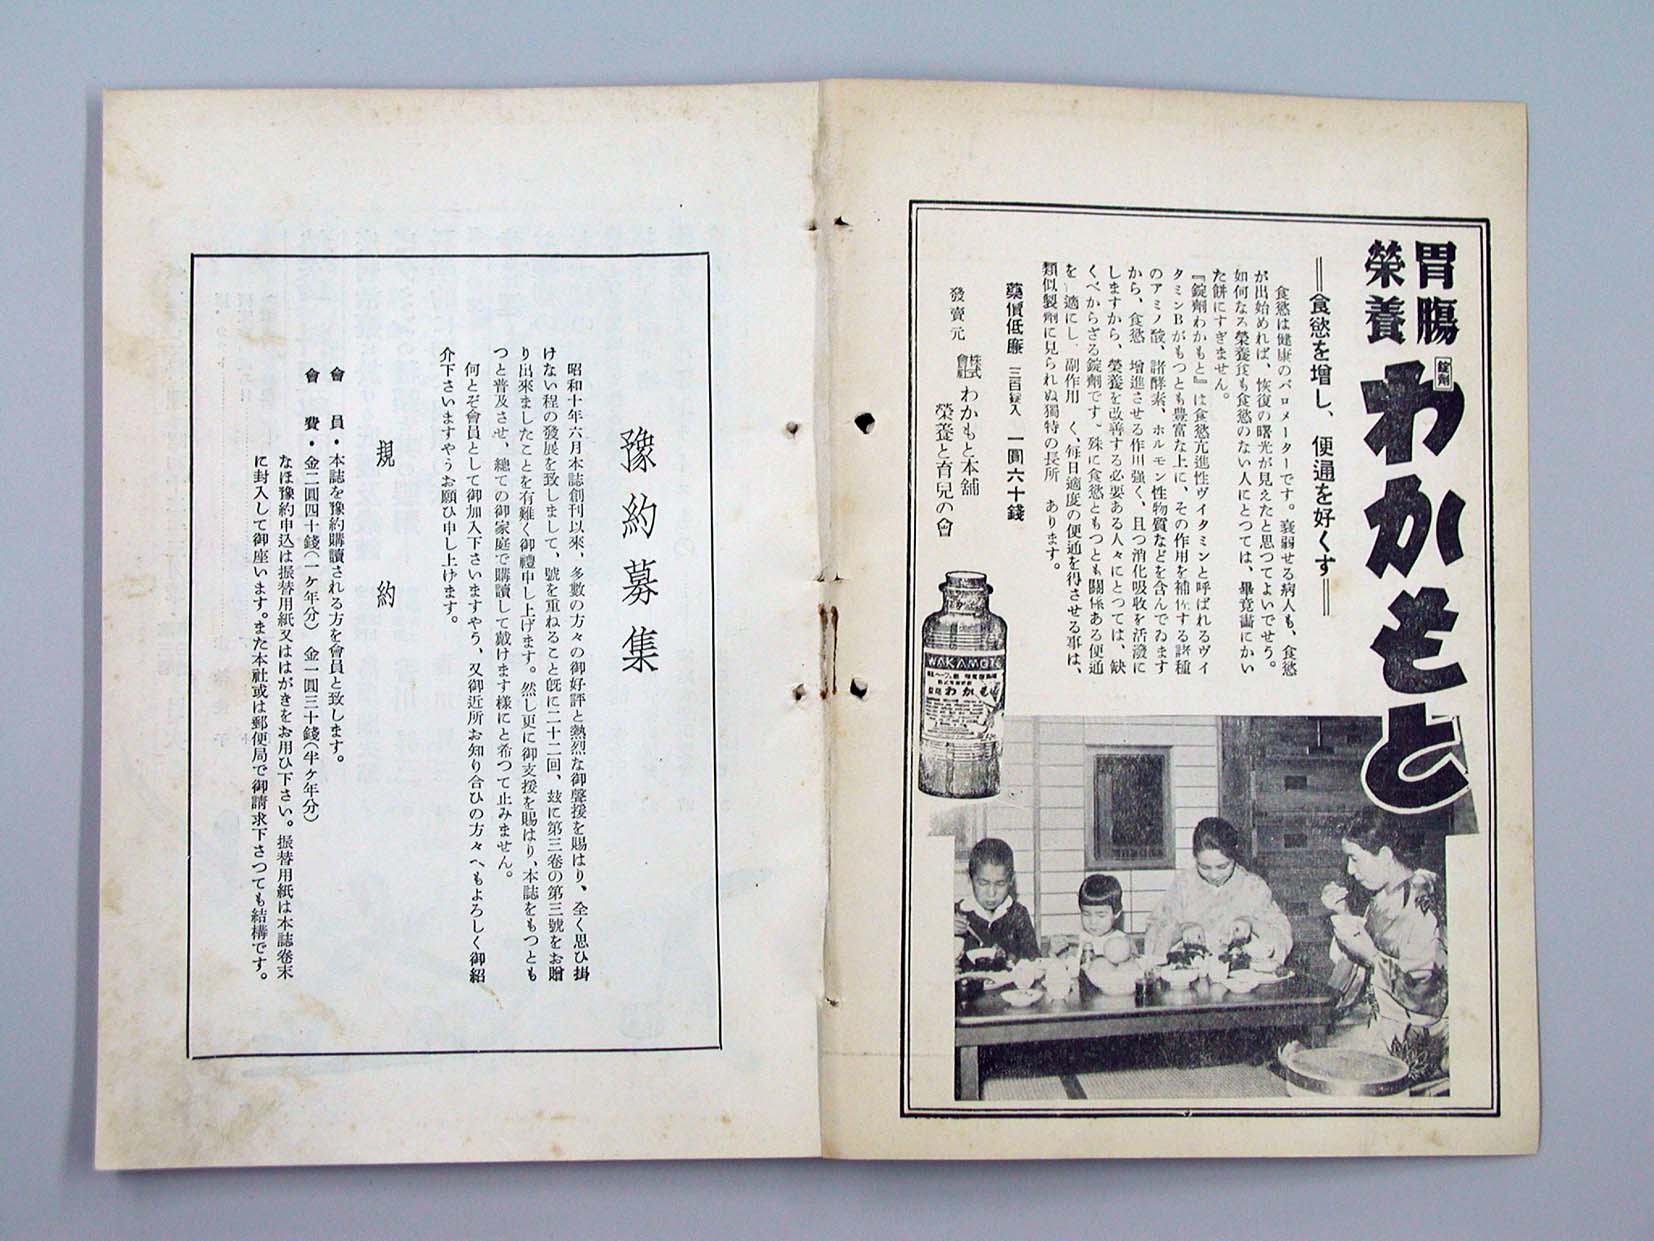 胃腸
榮養
錠劑
わかもと
食慾を增し、便通を好くす
食慾は健康のバロメーターです。衰弱せる病人も、食慾
が出始めれば、恢復の曙光が見えたと思つてよいでせう。
如何なる榮養食も食慾のない人にとつては、畢竟畵にかい
た餅にすぎません。
『錠劑わかもと』は食慾亢進性ヴイタミンと呼ばれるヴイ
タミンBがもつとも豊富な上に、その作用を補佐する諸種
のアミノ酸、諸酵素、ホルモン性物質などを含んでゐます
から、食慾 增進させる作用强く、且つ消化吸收を活潑に
しますから、榮養を改善する必要ある人々にとつては、缺
くべからざる錠劑です。殊に食慾ともつとも關係ある便通
を 適にし、副作用 く、每日適度の便通を得させる事は、
類似製劑に見られぬ獨特の長所 あります。
藥價低廉 三百錠入 一圓六十錢
發賣元 株式會社 わかもと本舖
榮養と育兒の會
WAKAMOTO
わかも
豫約募集
昭和十年六月本誌創刊以來、多數の方々の御好評と熱烈な御聲援を賜はり、全く思ひ掛
けない程の發展を致しまして、號を重ねること旣に二十二回、玆に第三卷の第三號をお贈
り出來ましたことを有難く御禮申し上げます。然し更に御支援を賜はり、本誌をもつとも
つと普及させ、總ての御家庭で購讀して戴けます樣にと希つて止みません。
何とぞ會員として御加入下さいますやう、又御近所お知り合ひの方々へもよろしく御紹
介下さいますやうお願ひ申し上げます。
規約
會員・本誌を豫約購讀される方を會員と致します。
會費・金二圓四十錢(一ケ年分) 金一圓三十錢(半ケ年分)
なほ豫約申込は振替用紙又ははがきをお用ひ下さい。振替用紙は本誌卷末
に封入して御座います。また本社或は郵便局で御請求下さつても結構です。